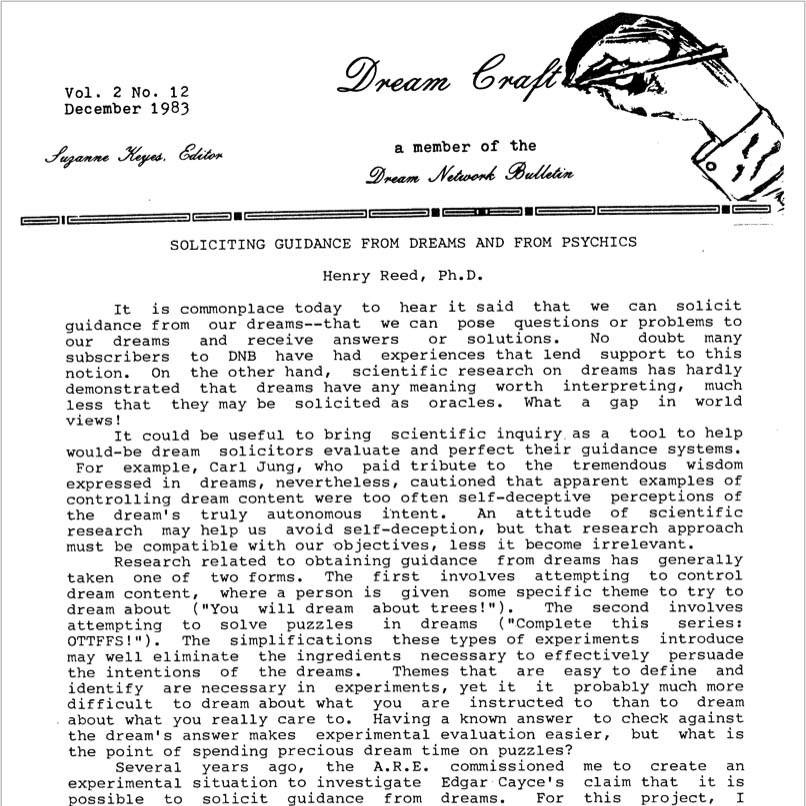 Dream Craft
Vol. 2 No. 12
December 1983
Suzanne Keyes, Editor
a member of the
Dream Network Bulletin
SOLICITING GUIDANCE FROM DREAMS AND FROM PSYCHICS
Henry Reed, Ph.D.
It is commonplace today to hear it said that we can solicit
guidance from our dreams--that we can pose questions or problems to
our dreams and receive answers or solutions. No doubt many
subscribers to DNB have had experiences that lend support to this
notion. On the other hand, scientific research on dreams has hardly
demonstrated that dreams have any meaning worth interpreting, much
less that they may be solicited as oracles. What a gap in world
views!
It could be useful to bring scientific inquiry as a tool to help
would-be dream solicitors evaluate and perfect their guidance systems.
For example, Carl Jung, who paid tribute to the tremendous wisdom
expressed in dreams, nevertheless, cautioned that apparent examples of
controlling dream content were too often self-deceptive perceptions of
the dream's truly autonomous intent. An attitude of scientific
research may help us avoid self-deception, but that research approach
must be compatible with our objectives, less it become irrelevant.
Research related to obtaining guidance from dreams has generally
taken one of two forms. The first involves attempting to control
dream content, where a person is given some specific theme to try to
dream about ("You will dream about trees!"). The second involves
attempting to solve puzzles in dreams ("Complete this series:
OTTFFS!"). The simplifications these types of experiments introduce
may well eliminate the ingredients necessary to effectively persuade
the intentions of the dreams. Themes that are easy to define and
identify are necessary in experiments, yet it it probably much more
difficult to dream about what you are instructed to than to dream
about what you really care to. Having a known answer to check against
the dream's answer makes experimental evaluation easier, but what is
the point of spending precious dream time on puzzles?
Several years ago, the A.R.E. commissioned me to create an
experimental situation to investigate Edgar Cayce's claim that it is
possible to solicit guidance from dreams. For this project, I